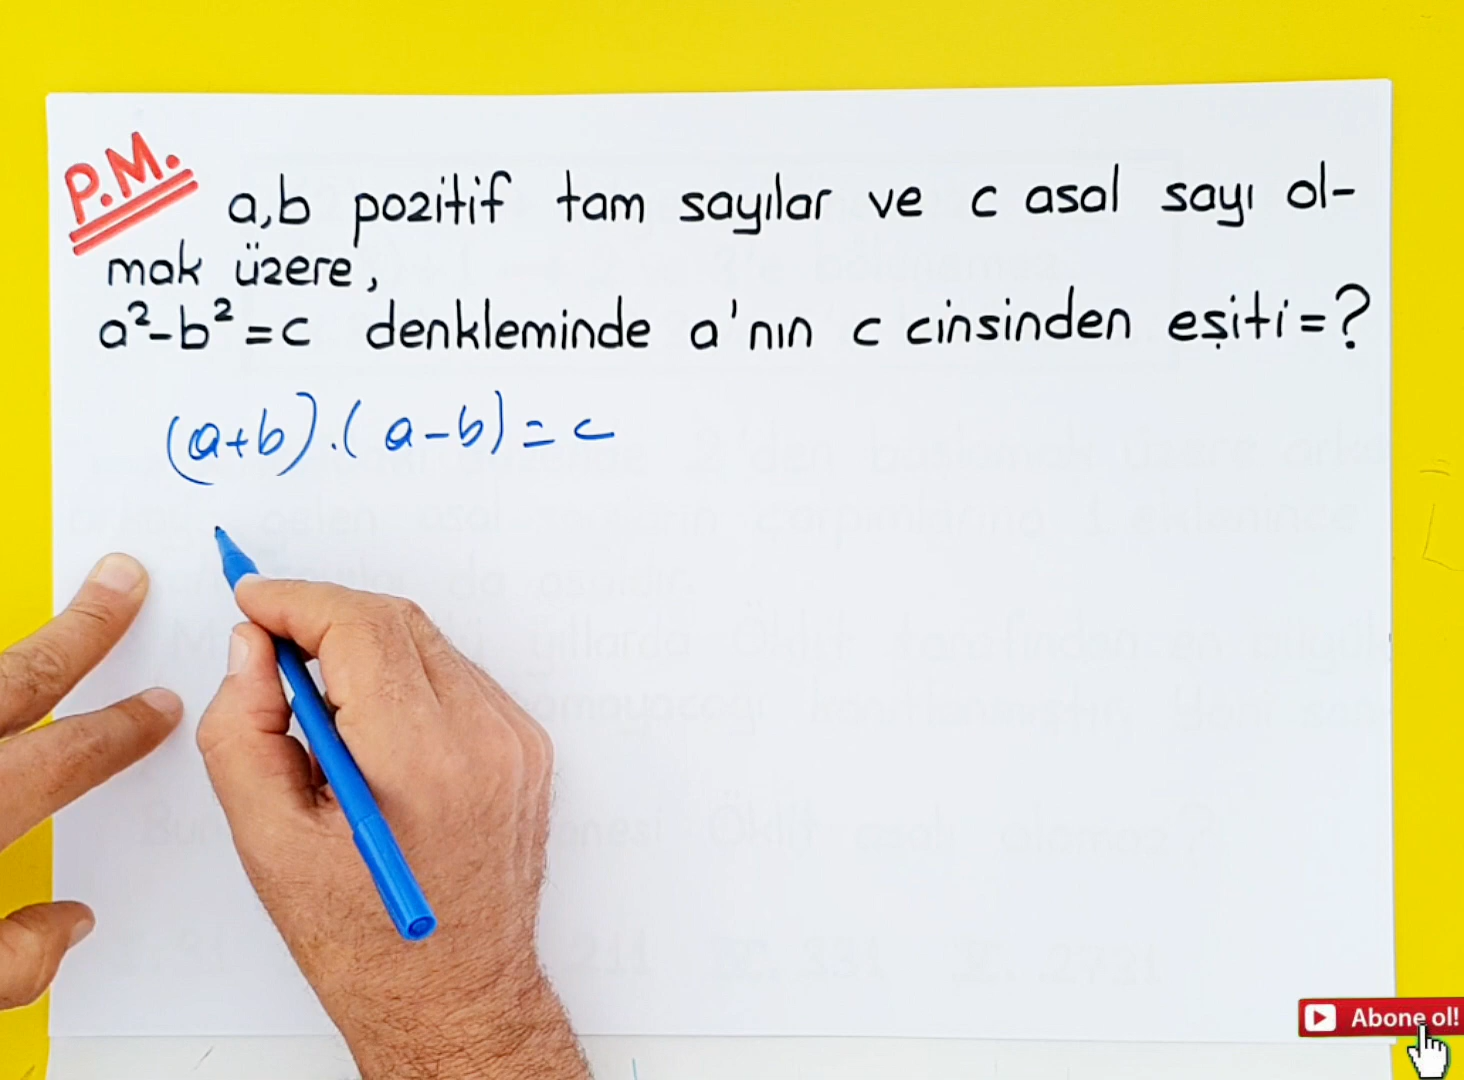 P.M.
a,b pozitif tam sayılar ve c asal sayı ol-
mak üzere,
a²-b²=c denkleminde a'nın c cinsinden eşiti=?
(a+b).(a-b)=c
Abone ol!